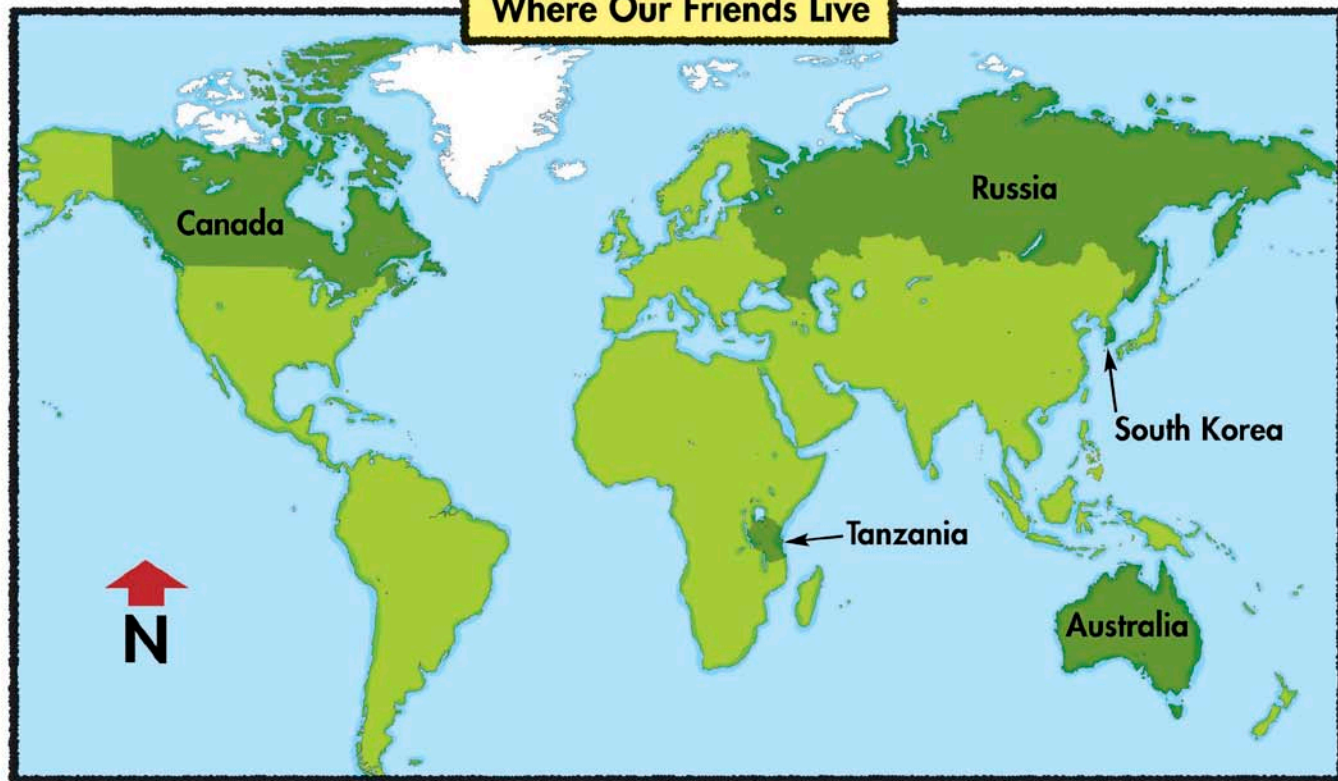 Where Our Friends Live
Canada
Russia
South Korea
Tanzania
N
Australia